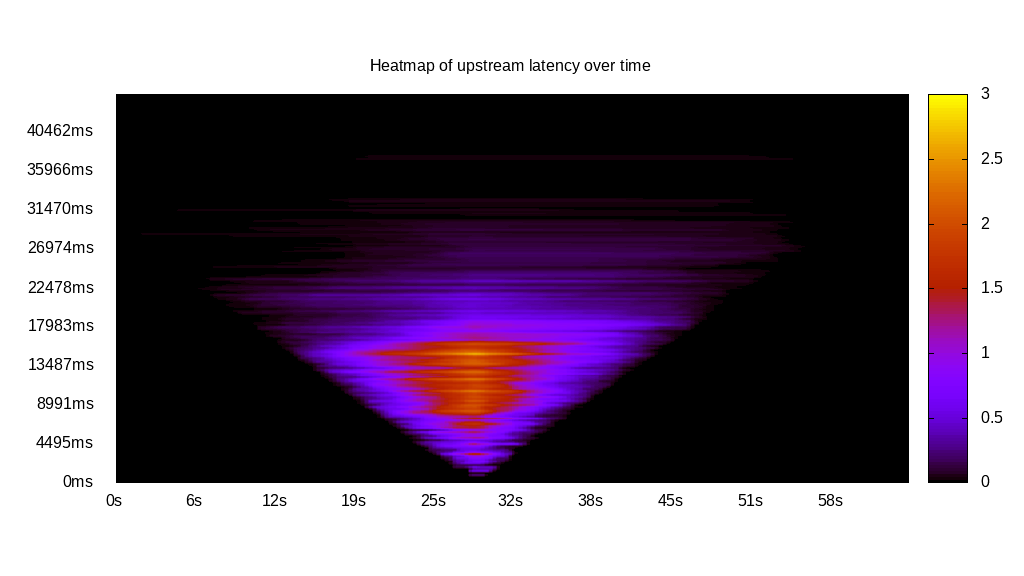 Heatmap of upstream latency over time
40462ms
35966ms
31470ms
26974ms
22478ms
17983ms
13487ms
8991ms
4495ms
0ms
0s 6s 12s 19s 25s 32s 38s 45s 51s 58s
3
2.5
2
1.5
1
0.5
0